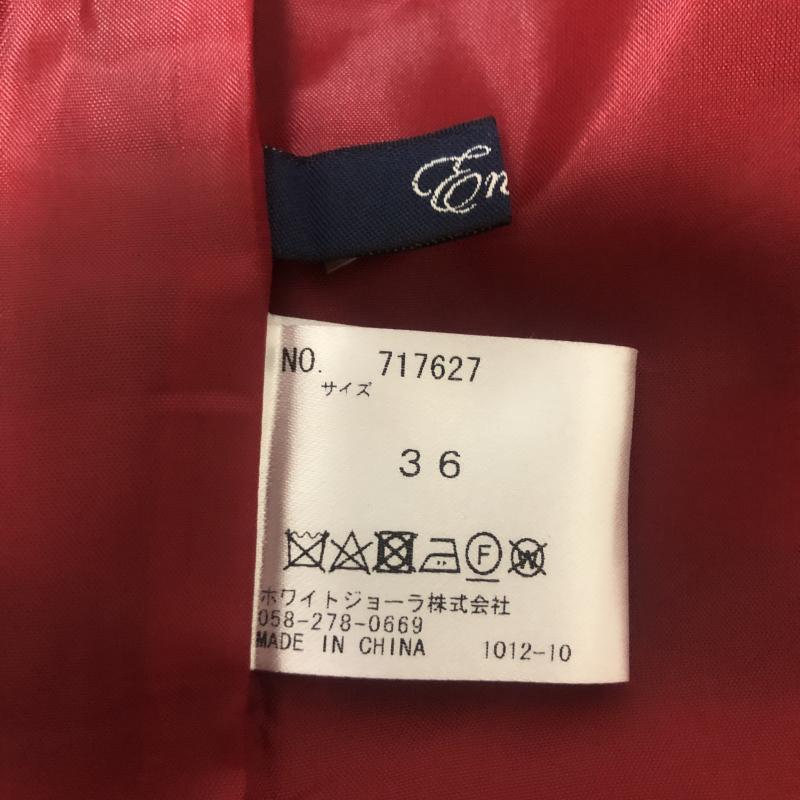 En
NO. 717627
サイズ
36
F W
ホワイトジョーラ株式会社
058-278-0669
MADE IN CHINA 1012-10